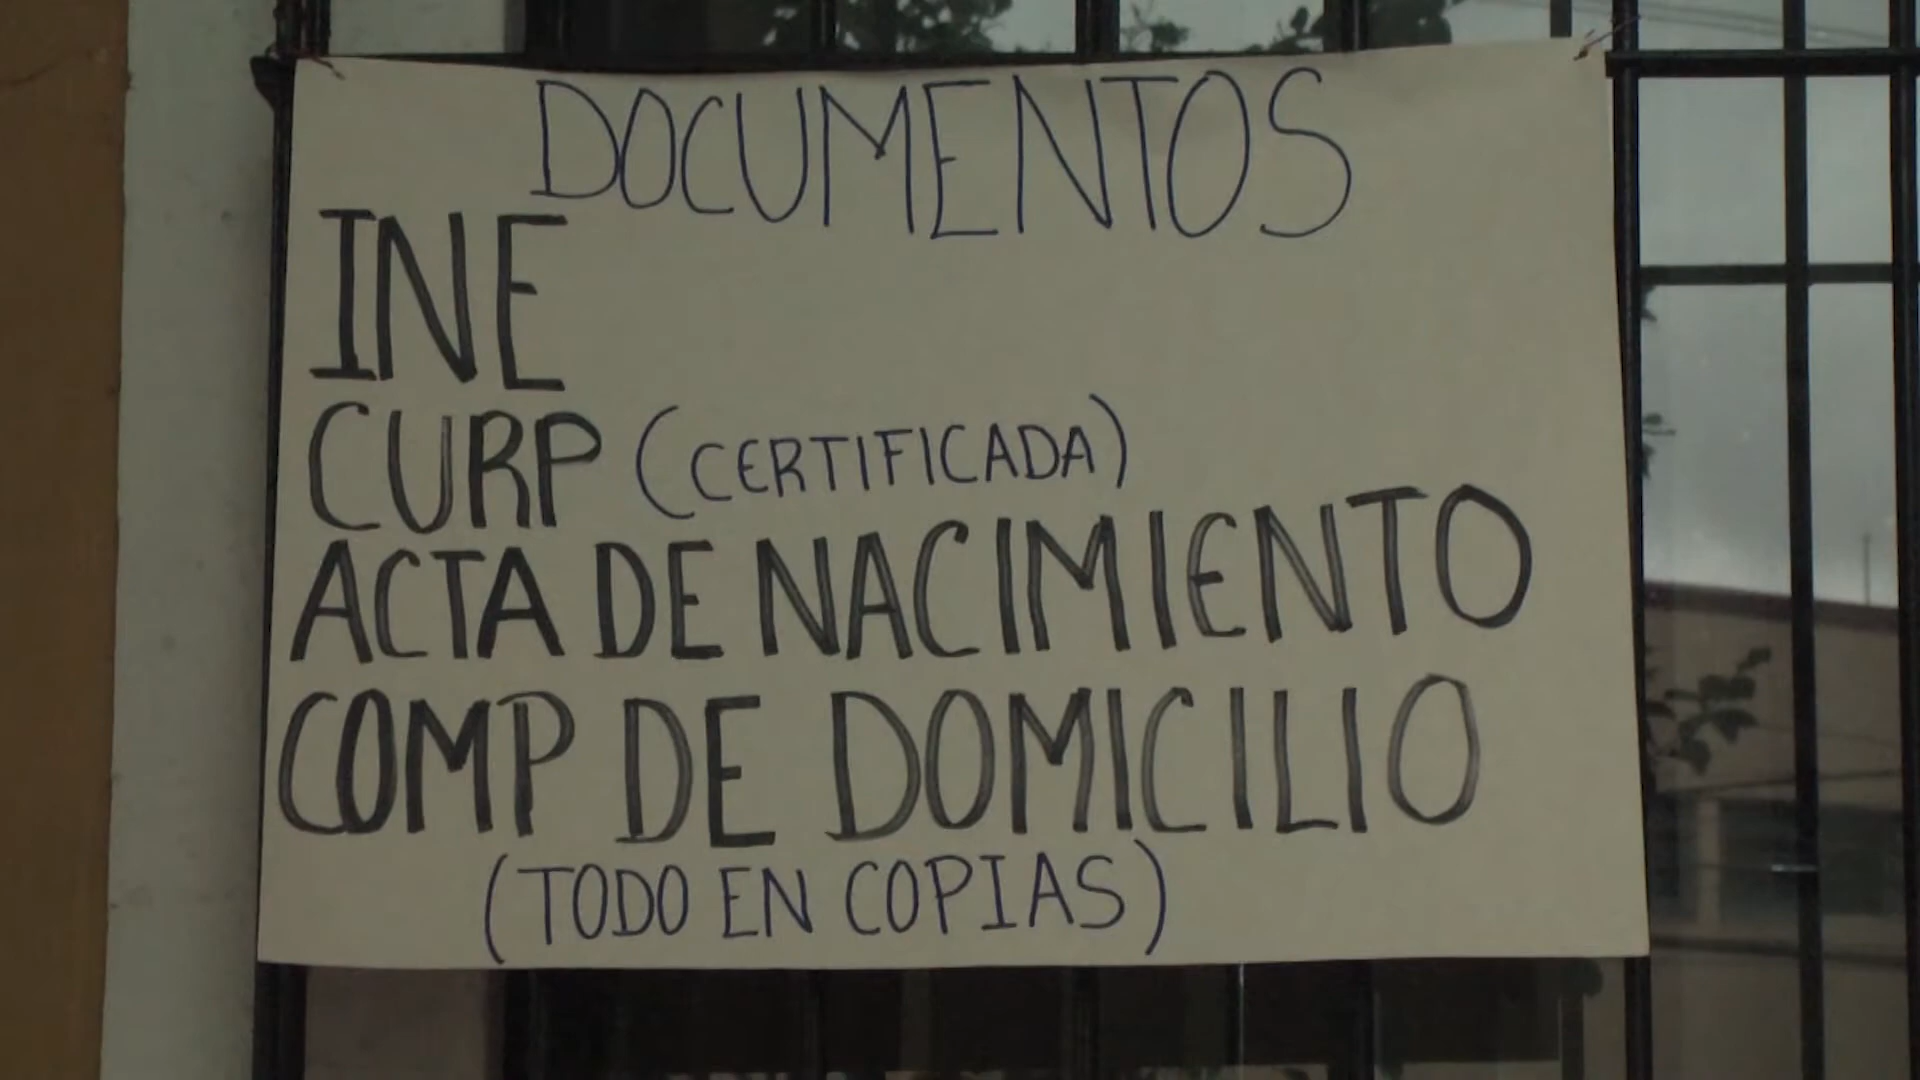 DOCUMENTOS
INE
CURP (CERTIFICADA)
ACTA DE NACIMIENTO
COMP DE DOMICILIO
(TODO EN COPIAS)